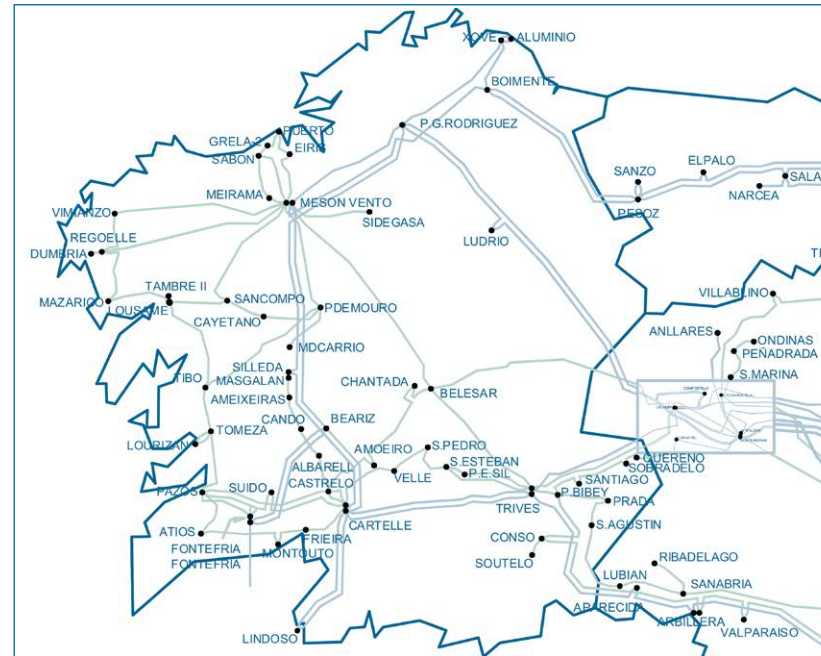 XOVE
ALUMINIO
BOIMENTE
P.G.RODRIGUEZ
PUERTO
GRELA-2
EIRIS
SABON
SANZO
ELPALO
SALA
NARCEA
PESOZ
MEIRAMA
MESON VENTO
VIMIANZO
SIDEGASA
LUDRIO
REGOELLE
DUMBRIA
TAMBRE II
MAZARICO
LOUSAME
SANCOMPO
CAYETANO
PDEMOURO
VILLABLINO
ANLLARES
ONDINAS
PEÑADRADA
S.MARINA
MDCARRIO
SILLEDA
MASGALAN
AMEIXEIRAS
TIBO
CHANTADA
BELESAR
CANDO
BEARIZ
LOURIZAN
TOMEZA
AMOEIRO
S.PEDRO
ALBARELL
CASTRELO
VELLE
S.ESTEBAN
P.E.SIL
GUERENO
SOBRADELO
SANTIAGO
PAZOS
SUIDO
TRIVES
P.BIBEY
PRADA
CARTELLE
S.AGUSTIN
ATIOS
FRIEIRA
FONTEFRIA
MONTOUTO
FONTEFRIA
CONSO
SOUTELO
RIBADELAGO
LUBIAN
SANABRIA
APARECIDA
ARBILLERA
VALPARAISO
LINDOSO